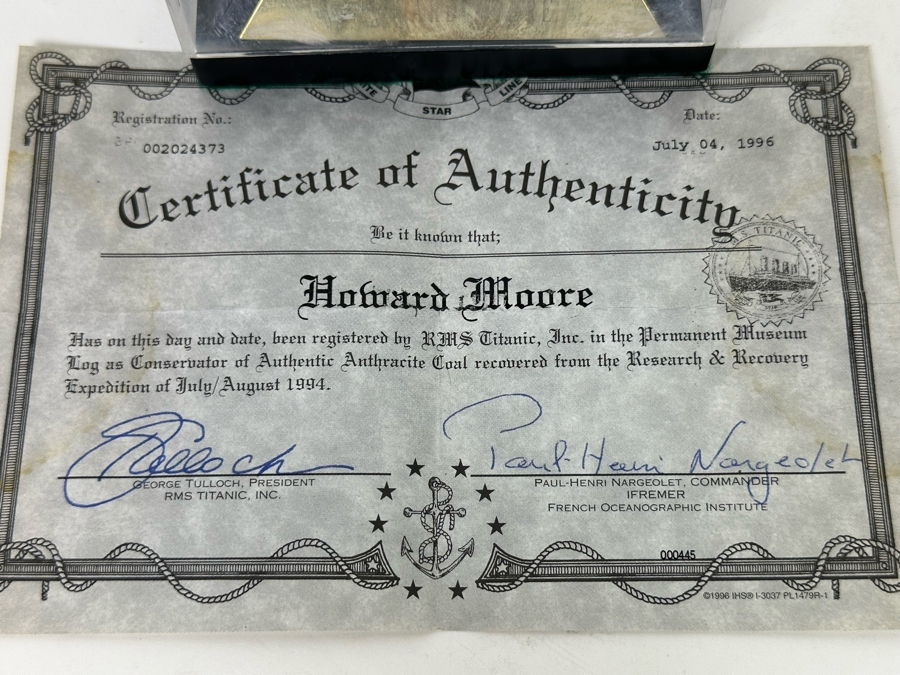 STAR
LINE
Registration No.:
Date:
002024373
July 04, 1996
Certificate of Authenticity
Be it known that;
TITANIC
Howard Moore
Has on this day and date, been registered by RMS Titanic, Inc. in the Permanent Museum
Log as Conservator of Authentic Anthracite Coal recovered from the Research & Recovery
Expedition of July/August 1994.
Paul-Henri Nargeolet
GEORGE TULLOCH, PRESIDENT
RMS TITANIC, INC.
PAUL-HENRI NARGEOLET, COMMANDER
IFREMER
FRENCH OCEANOGRAPHIC INSTITUTE
000445
©1996 IHS® I-3037 PL1479R-1